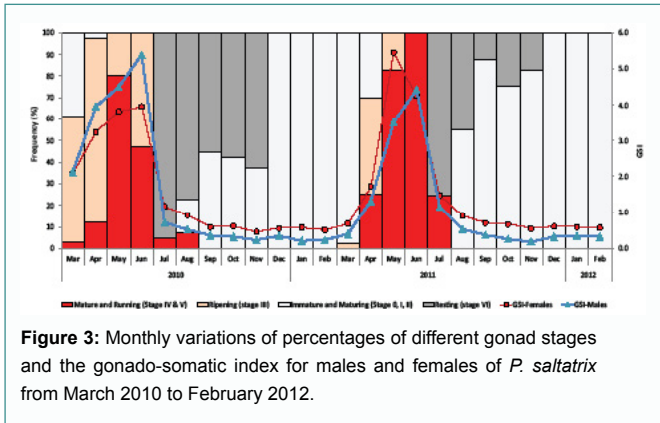 100 90 80 70 60 50 40 30 20 10 0
Frequency (%)
6.0 5.0 4.0 3.0 2.0 1.0 0.0
GSI
Mar Apr May Jun Jul Aug Sep Oct Nov Dec Jan Feb Mar Apr May Jun Jul Aug Sep Oct Nov Dec Jan Feb
2010 2011 2012
Mature and Running (Stage IV & V) Ripening (stage III) Immature and Maturing (Stage 0, I, II) Resting (stage VI) GSI-Females GSI-Males
Figure 3: Monthly variations of percentages of different gonad stages
and the gonado-somatic index for males and females of P. saltatrix
from March 2010 to February 2012.